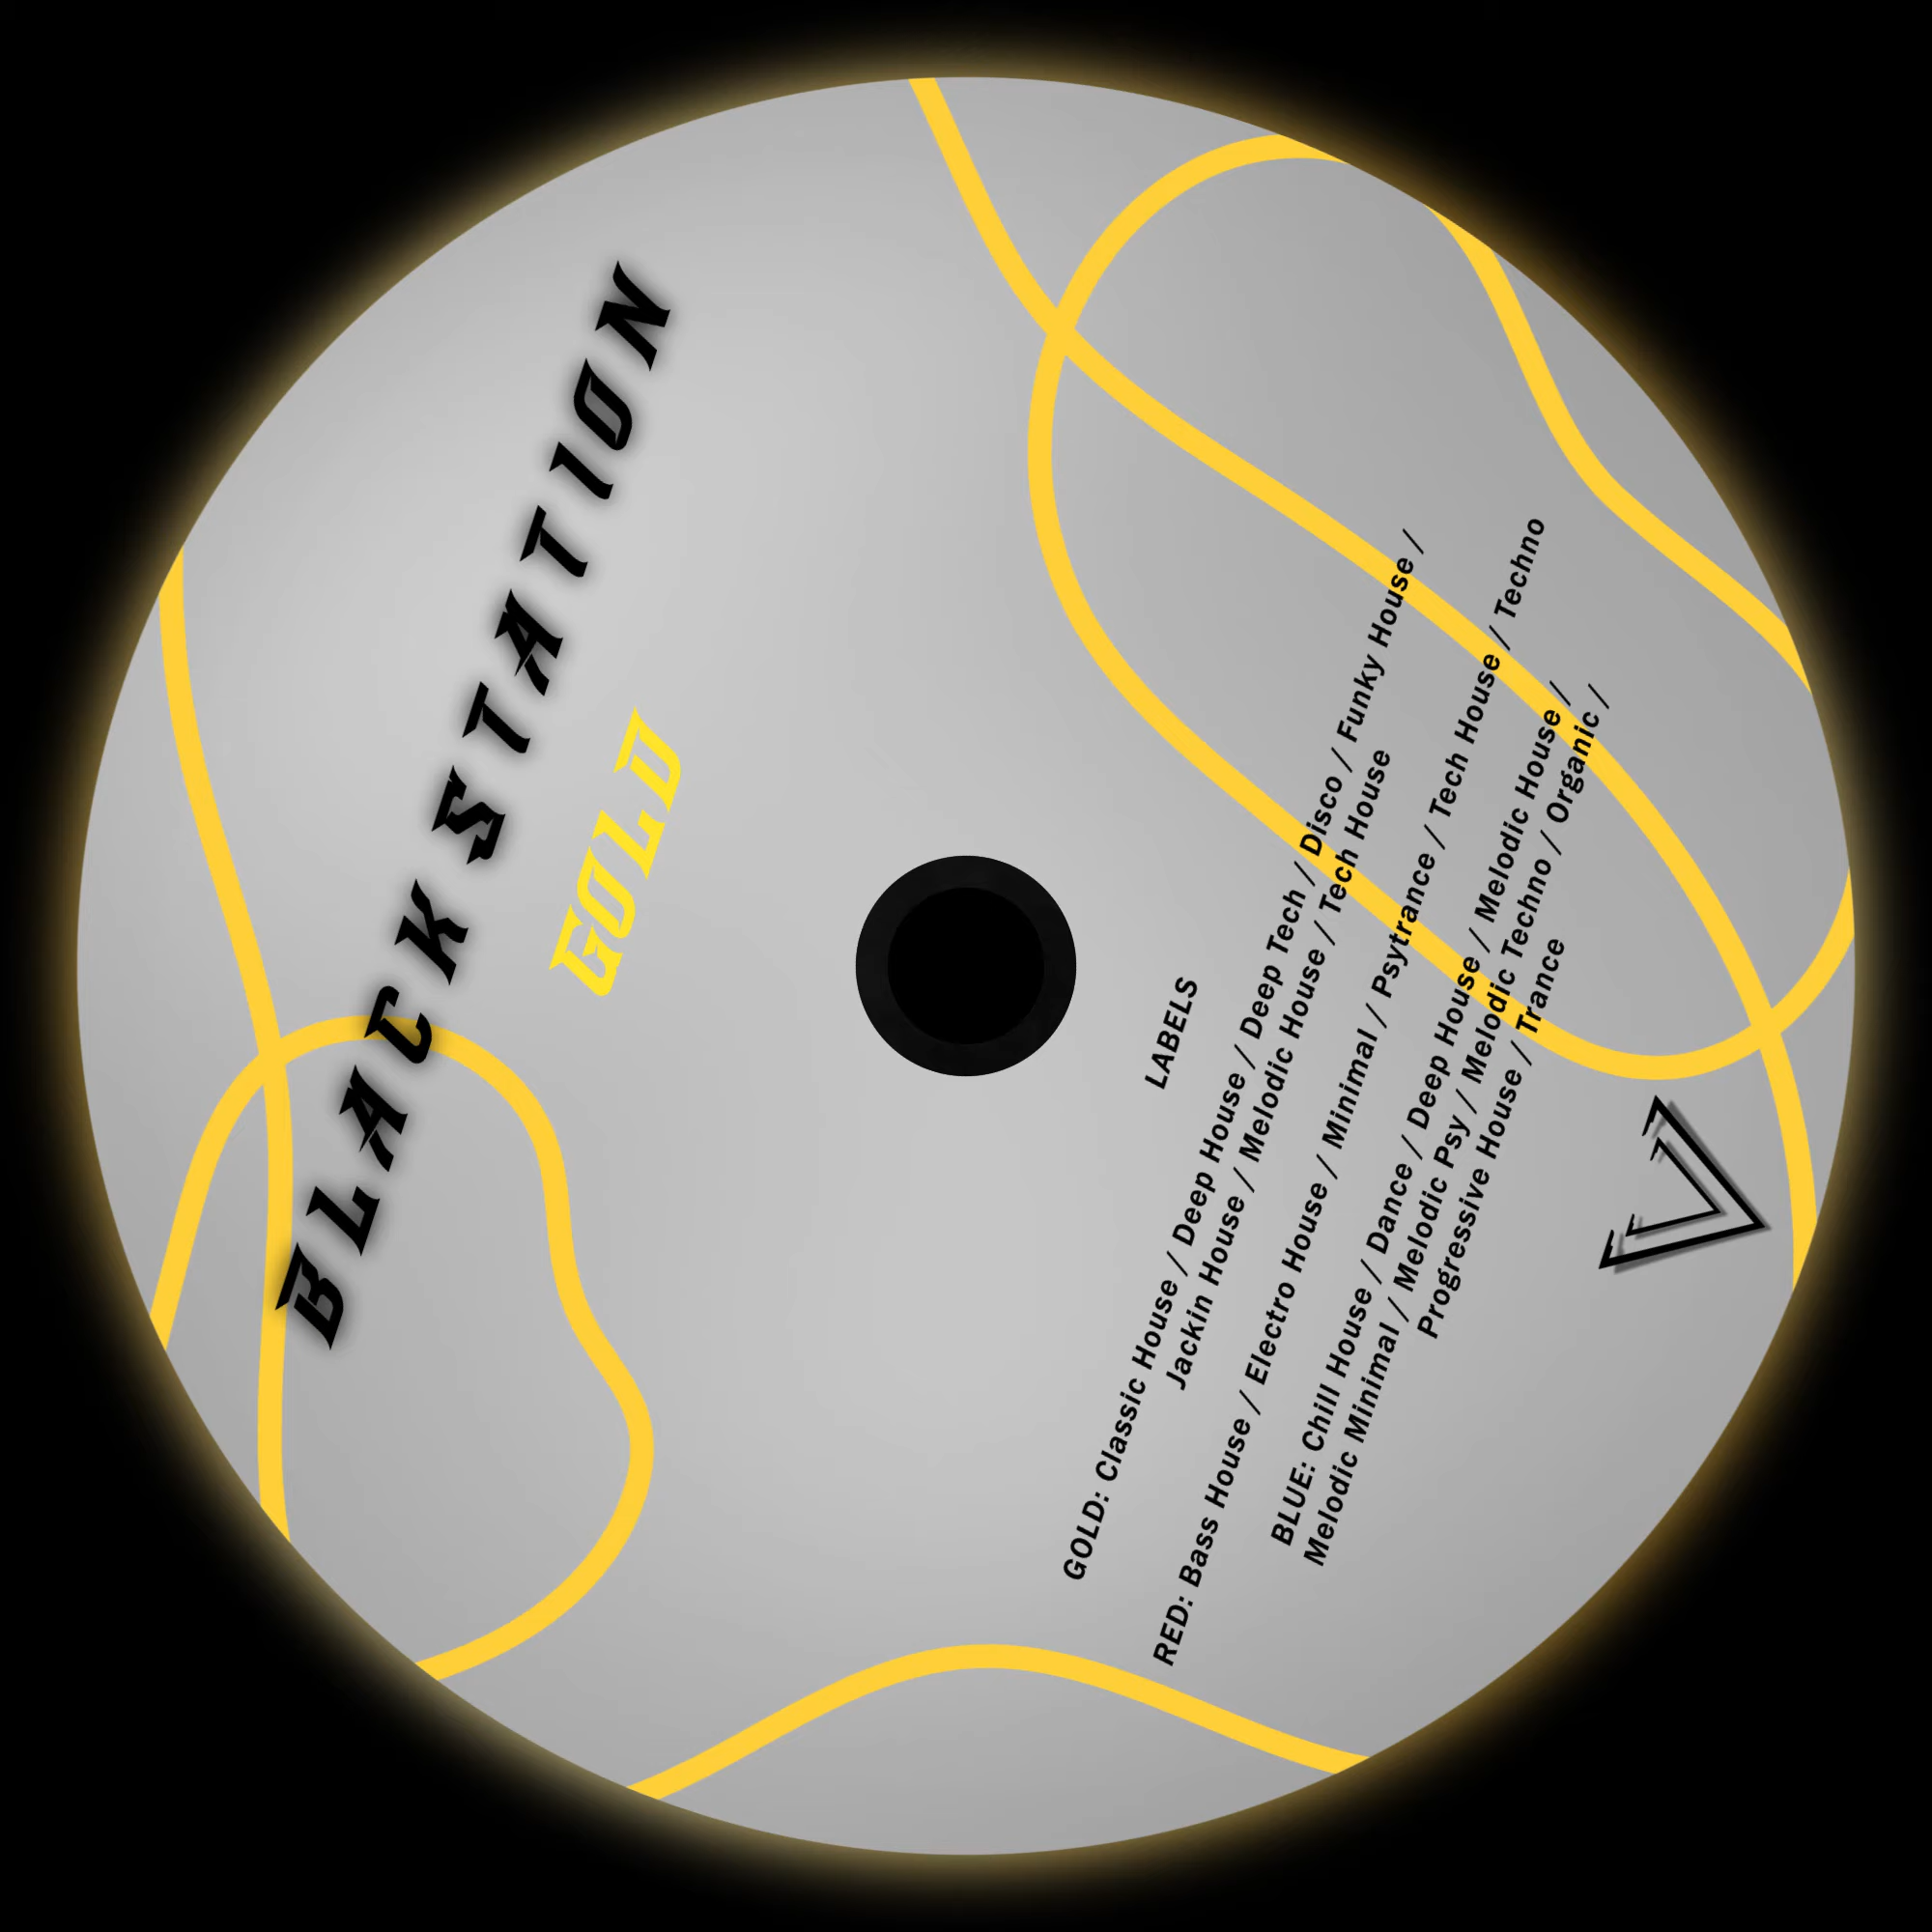 BLACK STATION
GOLD
LABELS
GOLD: Classic House / Deep House / Deep Tech / Disco / Funky House /
Jackin House / Melodic House / Tech House
RED: Bass House / Electro House / Minimal / Psytrance / Tech House / Techno
BLUE: Chill House / Dance / Deep House / Melodic House /
Melodic Minimal / Melodic Psy / Melodic Techno / Organic /
Progressive House / Trance